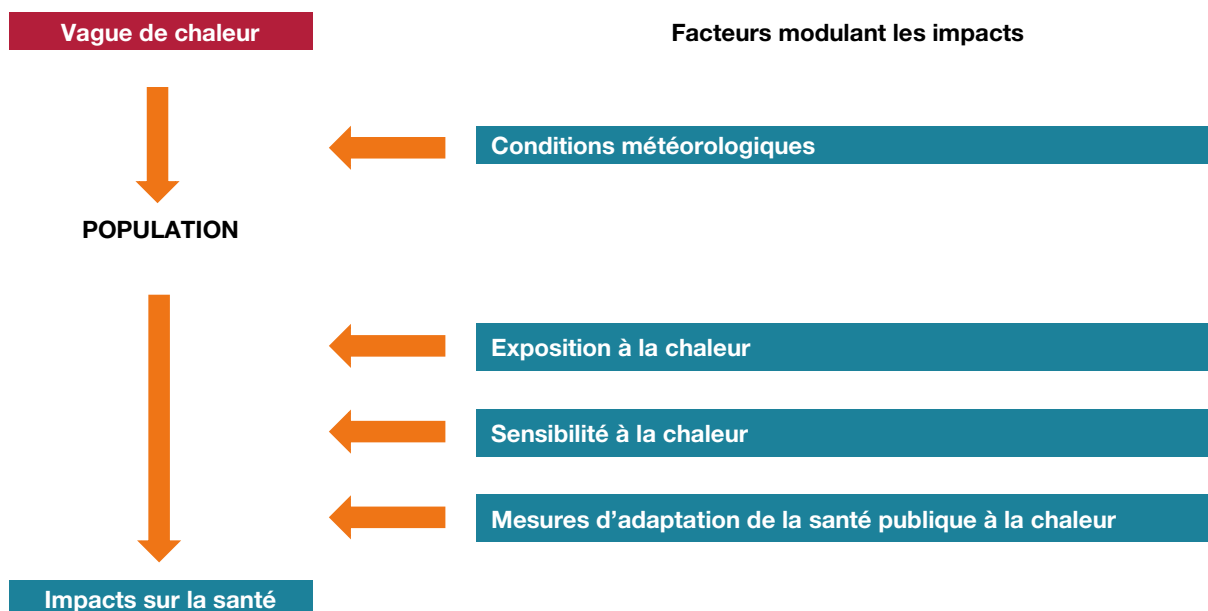 Vague de chaleur
Facteurs modulant les impacts
Conditions météorologiques
POPULATION
Exposition à la chaleur
Sensibilité à la chaleur
Mesures d’adaptation de la santé publique à la chaleur
Impacts sur la santé